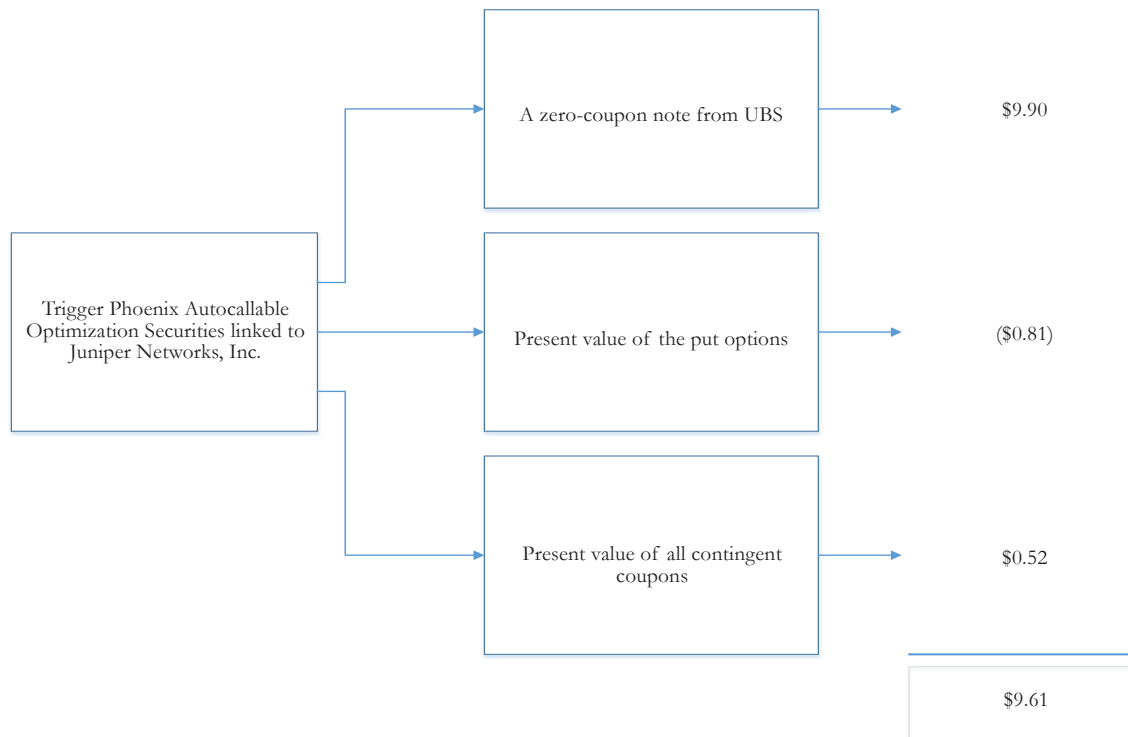 A zero-coupon note from UBS
$9.90
Trigger Phoenix Autocallable
Optimization Securities linked to
Juniper Networks, Inc.
Present value of the put options
($0.81)
Present value of all contingent
coupons
$0.52
$9.61